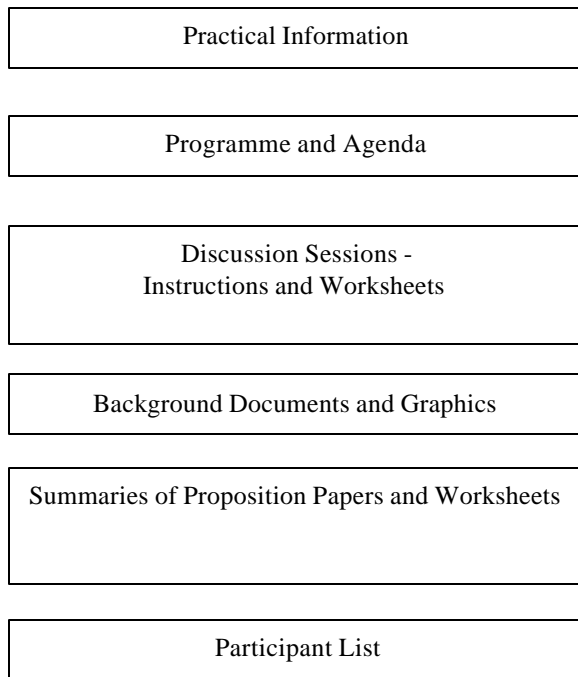 Practical Information
Programme and Agenda
Discussion Sessions -
Instructions and Worksheets
Background Documents and Graphics
Summaries of Proposition Papers and Worksheets
Participant List